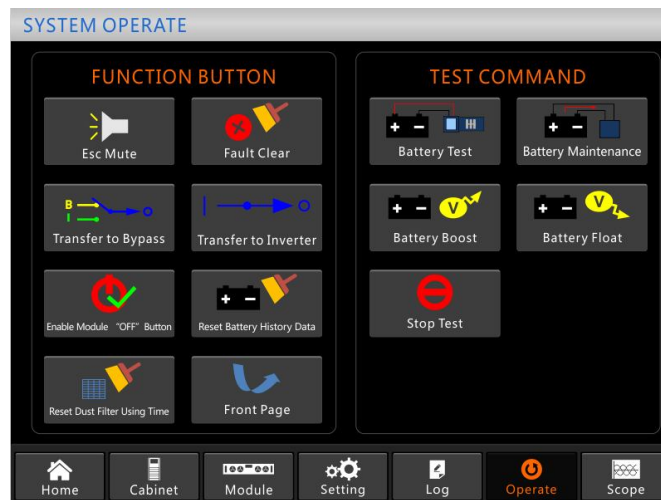 SYSTEM OPERATE
FUNCTION BUTTON
Esc Mute
Fault Clear
B
I
Transfer to Bypass
Transfer to Inverter
Enable Module "OFF" Button
Reset Battery History Data
Reset Dust Filter Using Time
Front Page
TEST COMMAND
Battery Test
Battery Maintenance
V
Battery Boost
V
Battery Float
Stop Test
Home
Cabinet
Module
Setting
Log
Operate
Scope